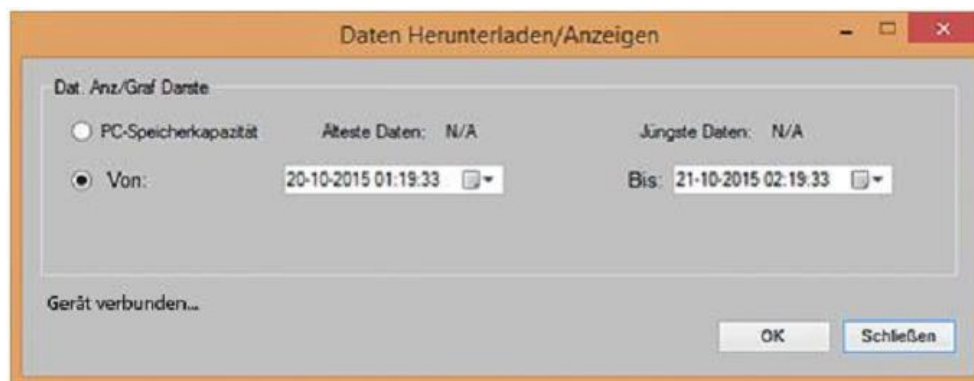 Daten Herunterladen/Anzeigen
Dat. Anz/Graf Darste
PC-Speicherkapazität Älteste Daten: N/A Jüngste Daten: N/A
Von: 20-10-2015 01:19:33 Bis: 21-10-2015 02:19:33
Gerät verbunden...
OK Schließen